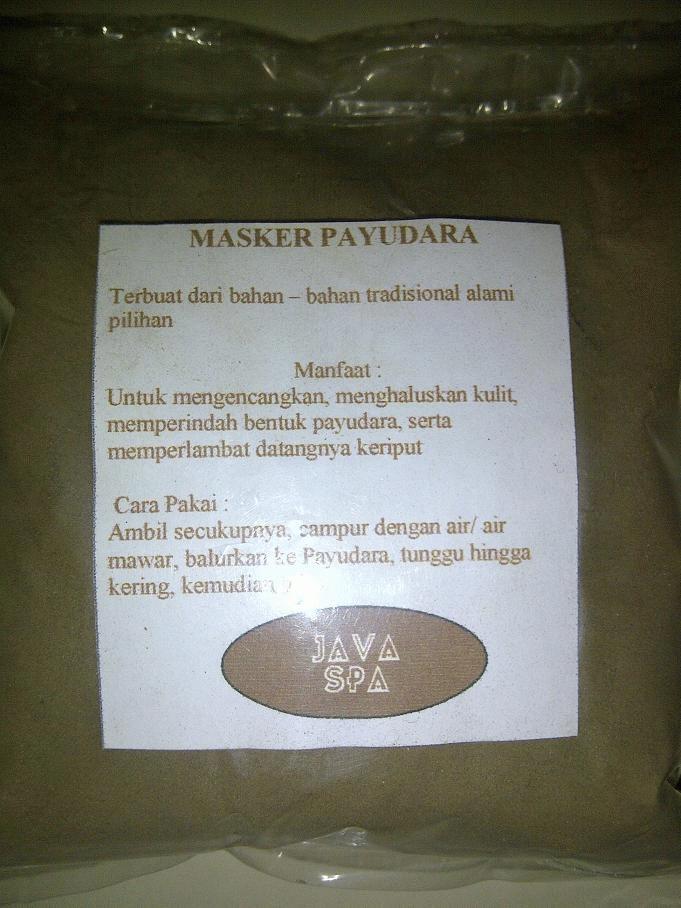 MASKER PAYUDARA
Terbuat dari bahan – bahan tradisional alami
pilihan
Manfaat :
Untuk mengencangkan, menghaluskan kulit,
memperindah bentuk payudara, serta
memperlambat datangnya keriput
Cara Pakai :
Ambil secukupnya, campur dengan air/ air
mawar, balurkan ke Payudara, tunggu hingga
kering, kemudian
JAVA
SPA